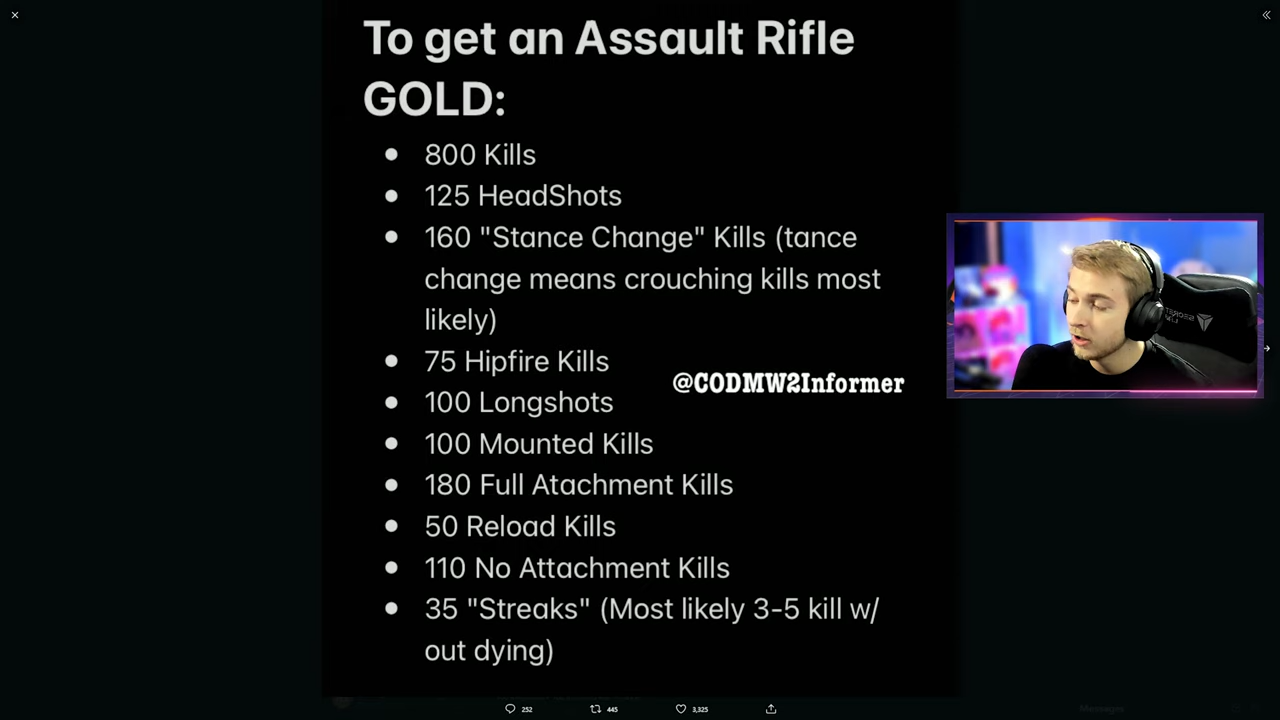 To get an Assault Rifle
GOLD:
800 Kills
125 HeadShots
160 "Stance Change" Kills (tance
change means crouching kills most
likely)
75 Hipfire Kills
@CODMW2Informer
100 Longshots
100 Mounted Kills
180 Full Atachment Kills
50 Reload Kills
110 No Attachment Kills
35 "Streaks" (Most likely 3-5 kill w/
out dying)
252 445 3,325
Messages